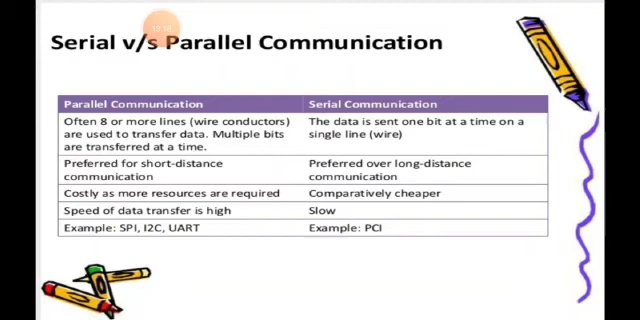 Serial v/s Parallel Communication
Parallel Communication
Serial Communication
Often 8 or more lines (wire conductors)
are used to transfer data. Multiple bits
are transferred at a time.
The data is sent one bit at a time on a
single line (wire)
Preferred for short-distance
communication
Preferred over long-distance
communication
Costly as more resources are required
Comparatively cheaper
Speed of data transfer is high
Slow
Example: SPI, I2C, UART
Example: PCI